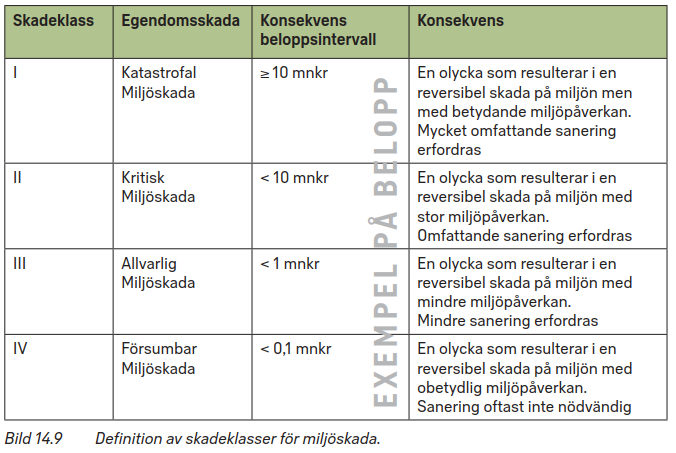 Skadeklass Egendomsskada Konsekvens beloppsintervall Konsekvens
I Katastrofal Miljöskada ≥ 10 mnkr En olycka som resulterar i en
reversibel skada på miljön men
med betydande miljöpåverkan.
Mycket omfattande sanering
erfordras
II Kritisk Miljöskada < 10 mnkr En olycka som resulterar i en
reversibel skada på miljön med
stor miljöpåverkan.
Omfattande sanering erfordras
III Allvarlig Miljöskada < 1 mnkr En olycka som resulterar i en
reversibel skada på miljön med
mindre miljöpåverkan.
Mindre sanering erfordras
IV Försumbar Miljöskada < 0,1 mnkr En olycka som resulterar i en
reversibel skada på miljön med
obetydlig miljöpåverkan.
Sanering oftast inte nödvändig
EXEMPEL PÅ BELOPP
Bild 14.9 Definition av skadeklasser för miljöskada.